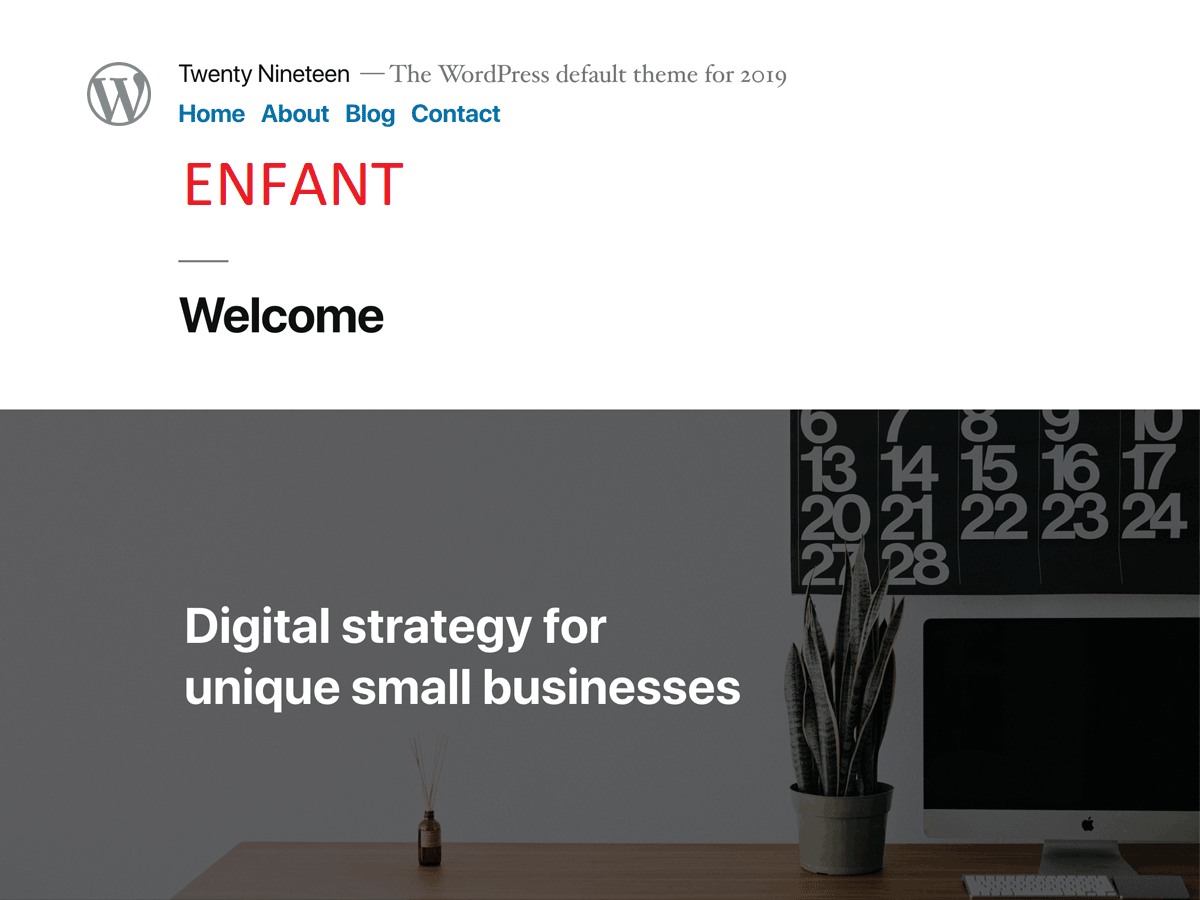 Twenty Nineteen — The WordPress default theme for 2019
Home About Blog Contact
ENFANT
Welcome
6 7 8 9 10
13 14 15 16 17
20 21 22 23 24
27 28
Digital strategy for
unique small businesses